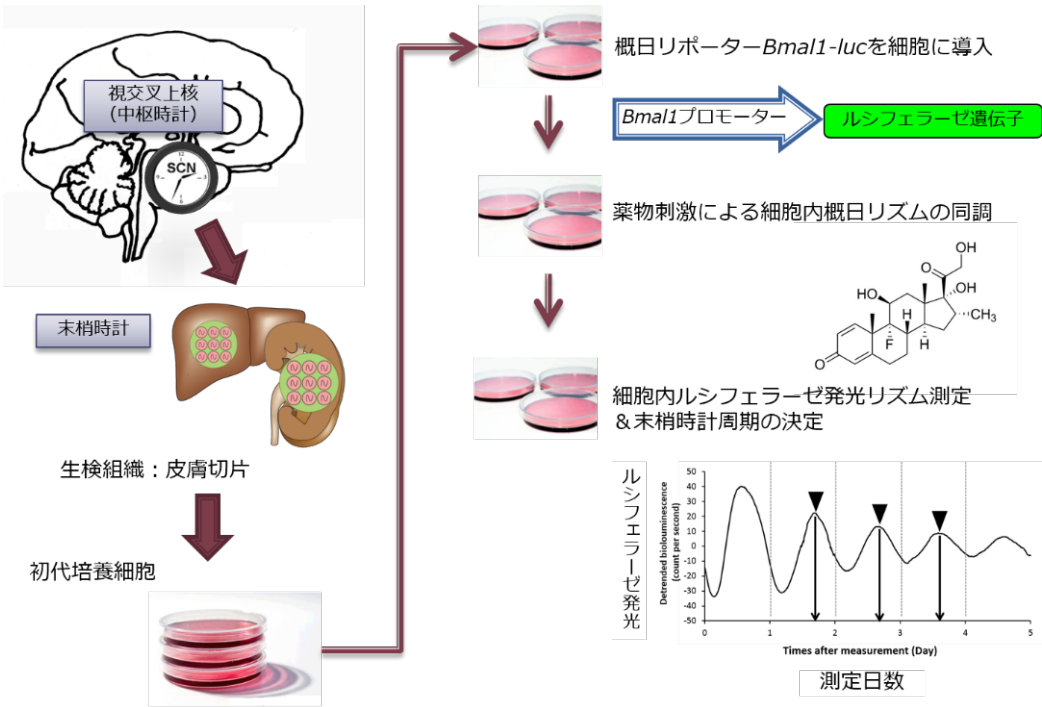 視交叉上核
（中枢時計）
12
SCN
9
3
6
末梢時計
生検組織：皮膚切片
初代培養細胞
概日リポーターBmal1-lucを細胞に導入
Bmal1プロモーター
ルシフェラーゼ遺伝子
薬物刺激による細胞内概日リズムの同調
OH
O
OH
HO
CH3
H
F
H
O
細胞内ルシフェラーゼ発光リズム測定
＆末梢時計周期の決定
ルシフェラーゼ発光
Detrended biolouminescence
(count per second)
50
40
30
20
10
0
-10
-20
-30
-40
-50
0 1 2 3 4 5
Times after measurement (Day)
測定日数